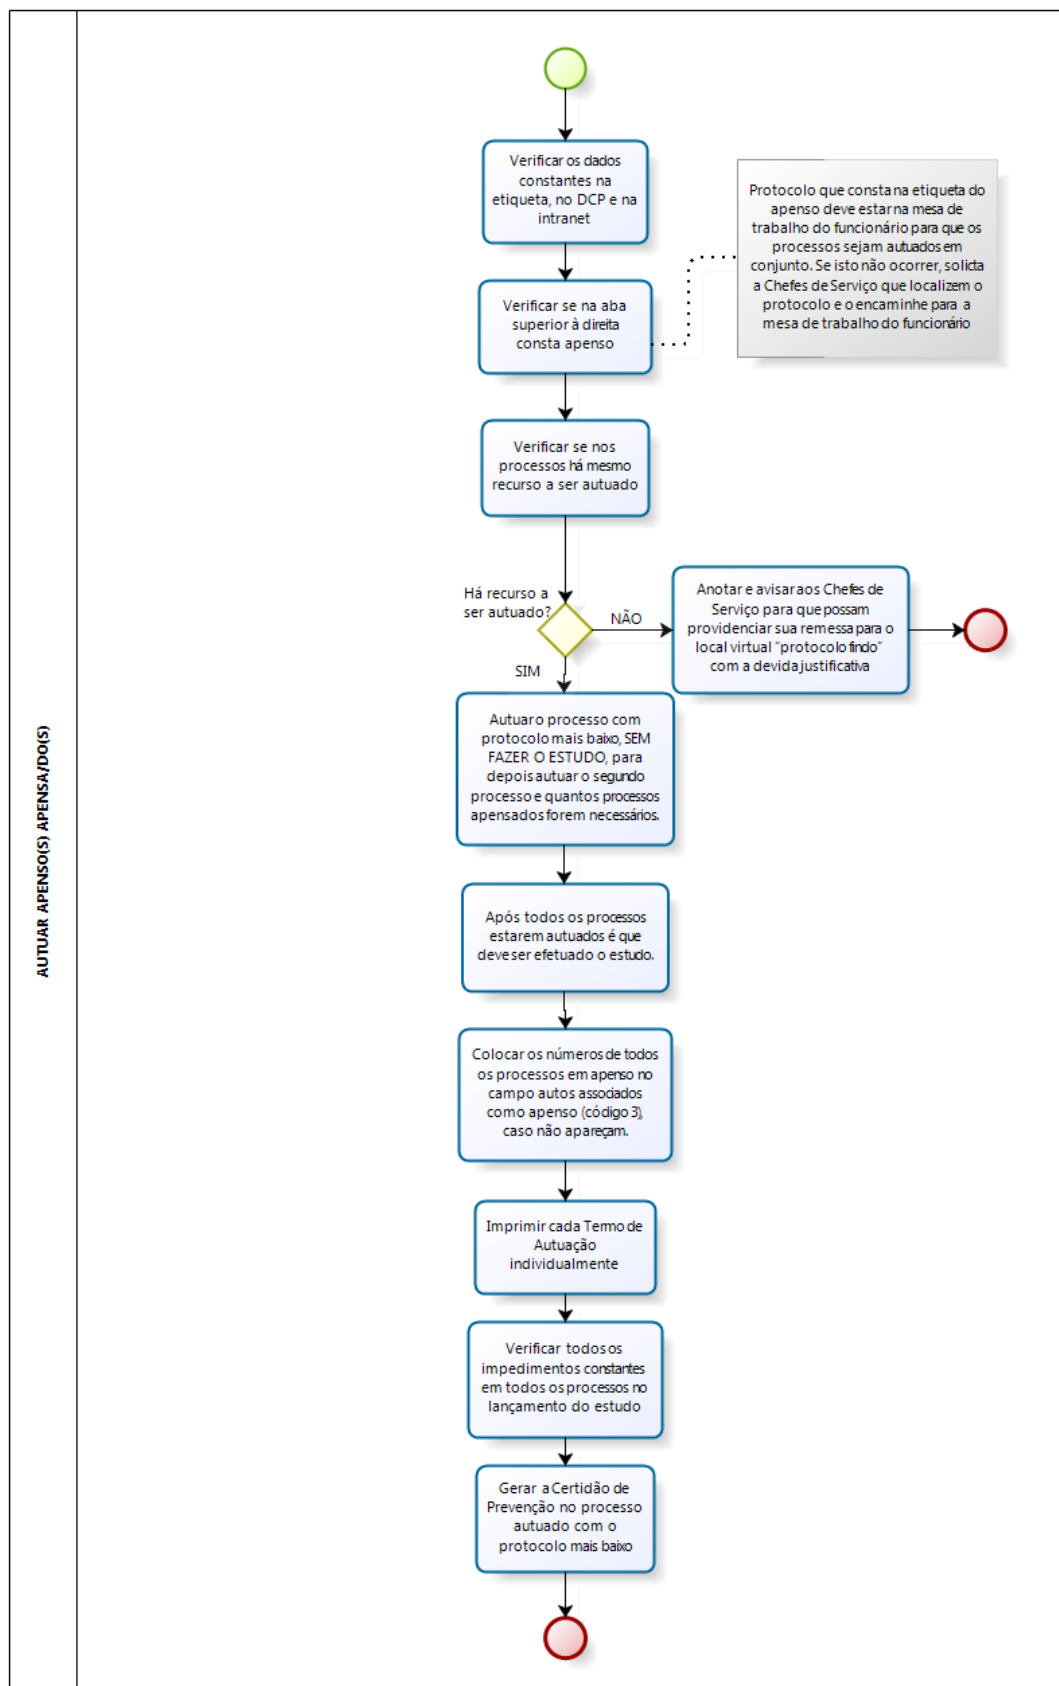 AUTUAR APENSO(S) APENSA/DO(S)
Verificar os dados
constantes na
etiqueta, no DCP e na
intranet
Protocolo que consta na etiqueta do
apenso deve estar na mesa de
trabalho do funcionário para que os
processos sejam autuados em
conjunto. Se isto não ocorrer, solicta
a Chefes de Serviço que localizem o
protocolo e o encaminhe para a
mesa de trabalho do funcionário
Verificar se na aba
superior à direita
consta apenso
Verificar se nos
processos há mesmo
recurso a ser autuado
Há recurso a
ser autuado?
NÃO
Anotar e avisar aos Chefes de
Serviço para que possam
providenciar sua remessa para o
local virtual "protocolo findo"
com a devida justificativa
SIM
Autuar o processo com
protocolo mais baixo, SEM
FAZER O ESTUDO, para
depois autuar o segundo
processo e quantos processos
apensados forem necessários.
Após todos os processos
estarem autuados é que
deve ser efetuado o estudo.
Colocar os números de todos
os processos em apenso no
campo autos associados
como apenso (código 3),
caso não apareçam.
Imprimir cada Termo de
Autuação
individualmente
Verificar todos os
impedimentos constantes
em todos os processos no
lançamento do estudo
Gerar a Certidão de
Prevenção no processo
autuado com o
protocolo mais baixo